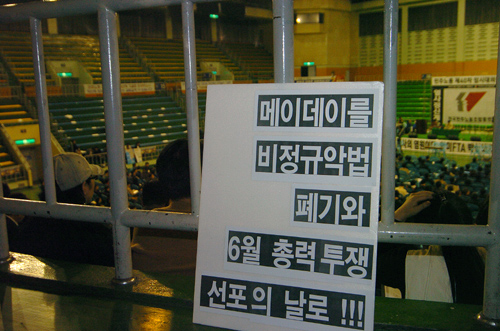 메이데이를
비정규악법
폐기와
6월 총력투쟁
선포의 날로 !!!